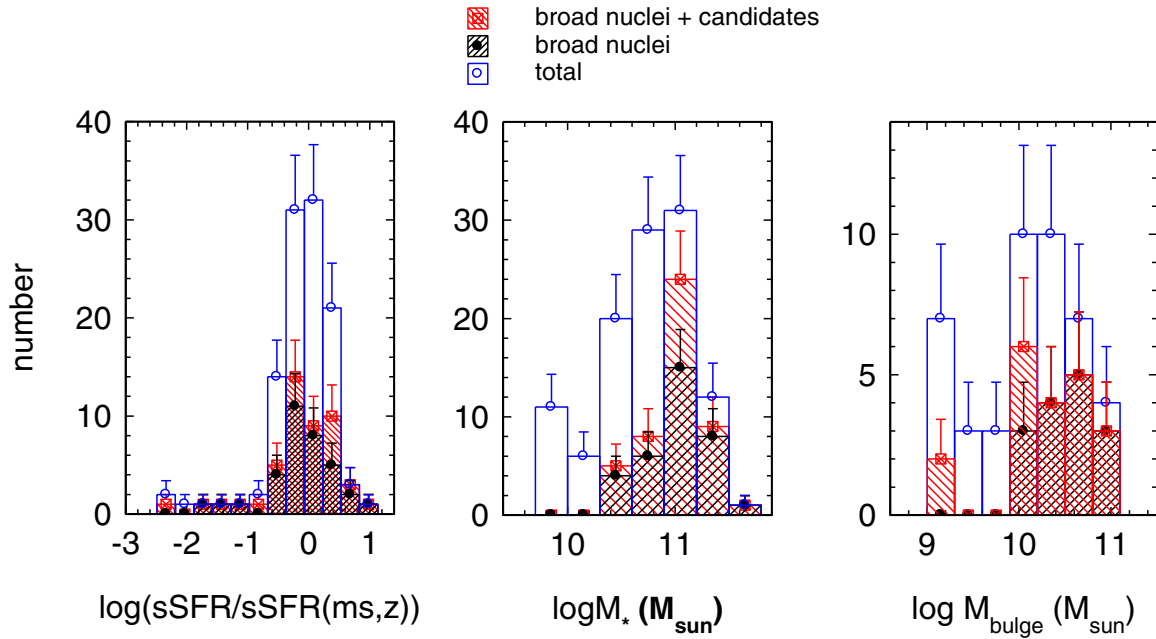 broad nuclei + candidates
broad nuclei
total
40
30
20
10
0
-3 -2 -1 0 1
number
log(sSFR/sSFR(ms,z))
40
30
20
10
0
10 11
logM* (Msun)
10
5
0
9 10 11
log Mbulge (Msun)